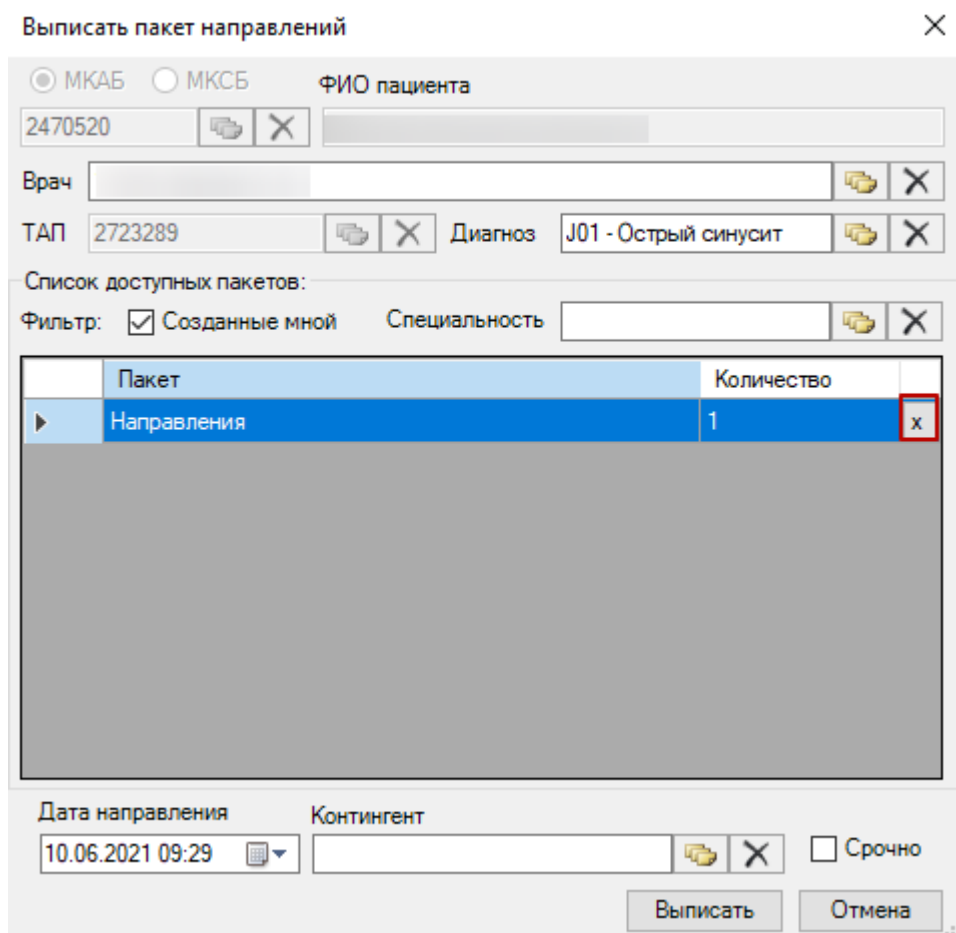 Выписать пакет направлений
МКАБ МКСБ ФИО пациента
2470520
Врач
ТАП 2723289 Диагноз J01 - Острый синусит
Список доступных пакетов:
Фильтр: Созданные мной Специальность
Пакет Количество
Направления 1 x
Дата направления Контингент
10.06.2021 09:29 Срочно
Выписать Отмена